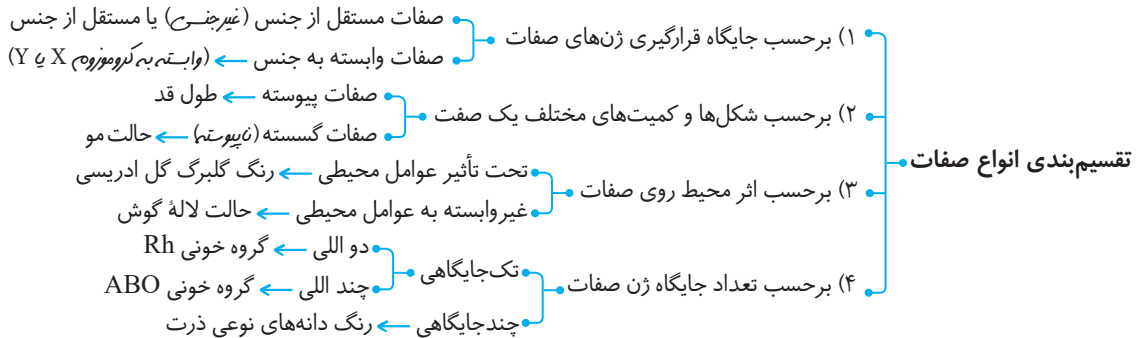 تقسیم‌بندی انواع صفات
۱) برحسب جایگاه قرارگیری ژن‌های صفات
صفات مستقل از جنس (غیرجنسی) یا مستقل از جنس
صفات وابسته به جنس ← (وابسته به کروموزوم X یا Y)
۲) برحسب شکل‌ها و کمیت‌های مختلف یک صفت
صفات پیوسته ← طول قد
صفات گسسته (ناپیوسته) ← حالت مو
۳) برحسب اثر محیط روی صفات
تحت تأثیر عوامل محیطی ← رنگ گلبرگ گل ادریسی
غیروابسته به عوامل محیطی ← حالت لالۀ گوش
۴) برحسب تعداد جایگاه ژن صفات
تک‌جایگاهی
دو اللی ← گروه خونی Rh
چند اللی ← گروه خونی ABO
چندجایگاهی ← رنگ دانه‌های نوعی ذرت